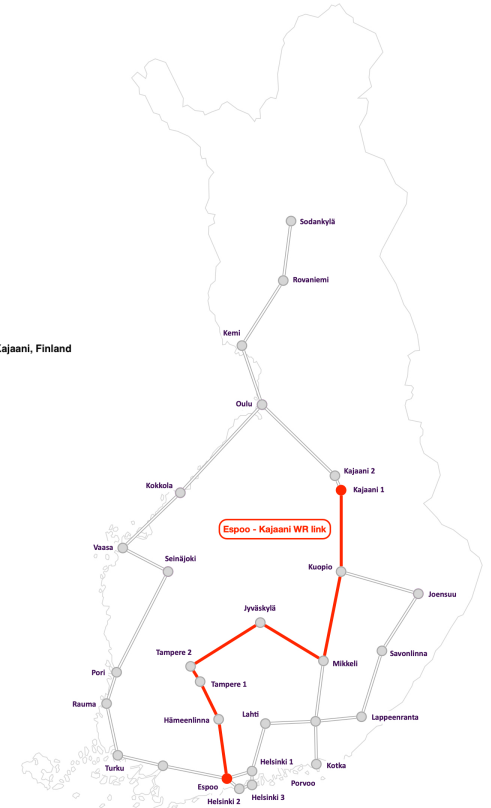 Sodankylä
Rovaniemi
Kemi
Kajaani, Finland
Oulu
Kajaani 2
Kokkola
Kajaani 1
Espoo - Kajaani WR link
Vaasa
Seinäjoki
Kuopio
Joensuu
Jyväskylä
Tampere 2
Savonlinna
Mikkeli
Pori
Tampere 1
Rauma
Hämeenlinna
Lahti
Lappeenranta
Turku
Helsinki 1
Kotka
Espoo
Porvoo
Helsinki 3
Helsinki 2